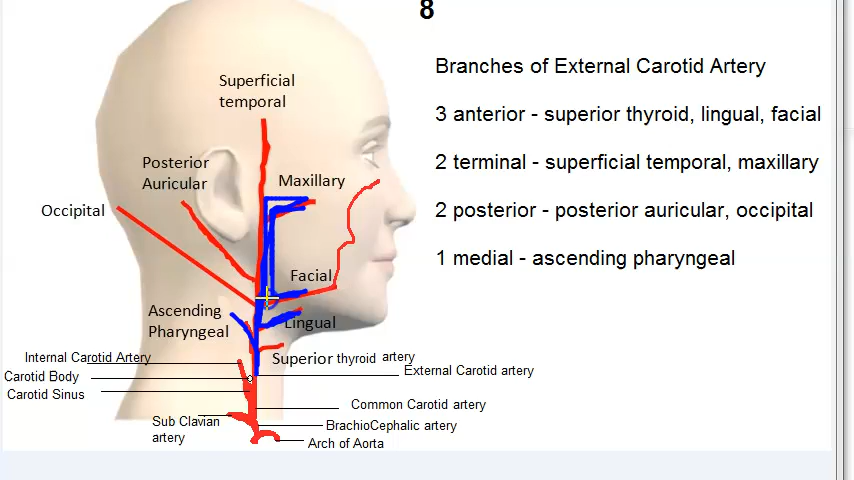 8
Branches of External Carotid Artery
3 anterior - superior thyroid, lingual, facial
2 terminal - superficial temporal, maxillary
2 posterior - posterior auricular, occipital
1 medial - ascending pharyngeal
Superficial
temporal
Posterior
Auricular
Maxillary
Occipital
Facial
Ascending
Pharyngeal
Lingual
Internal Carotid Artery
Superior thyroid artery
External Carotid artery
Carotid Body
Carotid Sinus
Common Carotid artery
Sub Clavian
artery
BrachioCephalic artery
Arch of Aorta